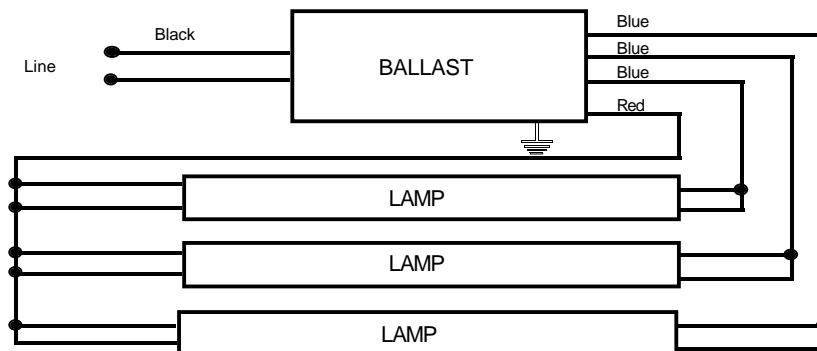 Black
Line
BALLAST
Blue
Blue
Blue
Red
LAMP
LAMP
LAMP